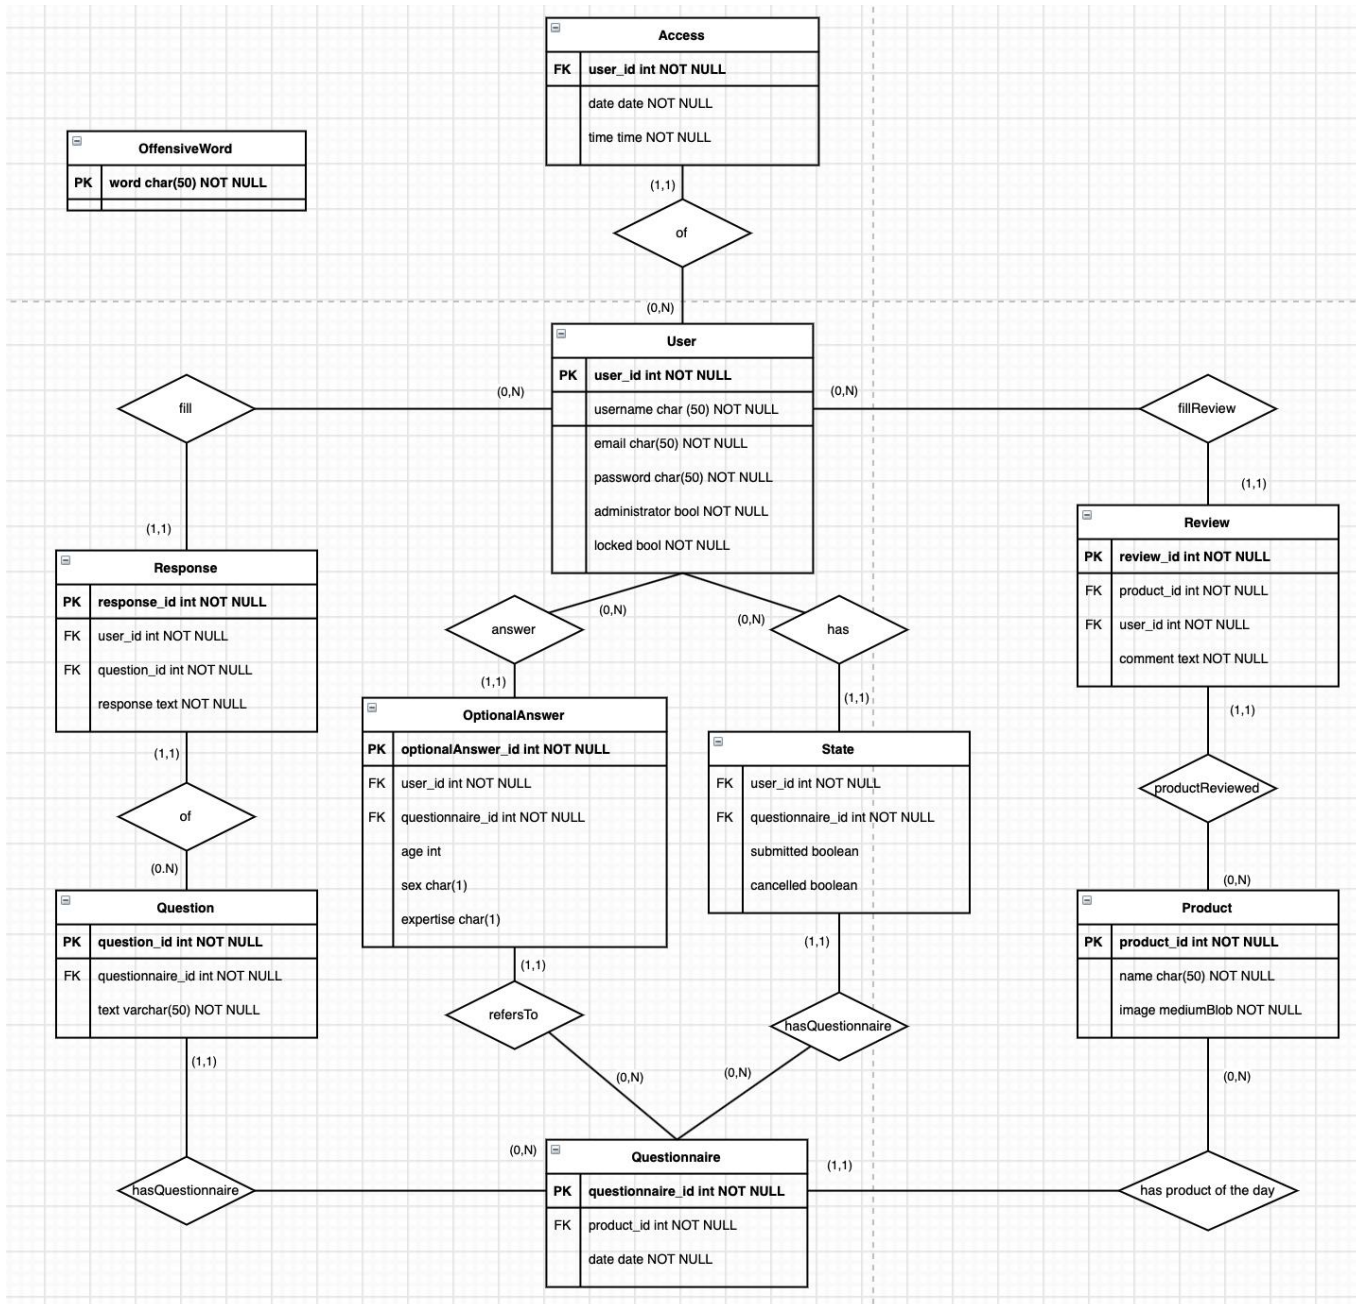 Access
FK user_id int NOT NULL
date date NOT NULL
time time NOT NULL
OffensiveWord
PK word char(50) NOT NULL
(1,1)
of
(0,N)
User
PK user_id int NOT NULL
username char (50) NOT NULL
email char(50) NOT NULL
password char(50) NOT NULL
administrator bool NOT NULL
locked bool NOT NULL
(0,N)
fill
(1,1)
(0,N)
fillReview
(1,1)
Response
PK response_id int NOT NULL
FK user_id int NOT NULL
FK question_id int NOT NULL
response text NOT NULL
Review
PK review_id int NOT NULL
FK product_id int NOT NULL
FK user_id int NOT NULL
comment text NOT NULL
(0,N)
answer
(1,1)
(0,N)
has
(1,1)
OptionalAnswer
PK optionalAnswer_id int NOT NULL
FK user_id int NOT NULL
FK questionnaire_id int NOT NULL
age int
sex char(1)
expertise char(1)
State
FK user_id int NOT NULL
FK questionnaire_id int NOT NULL
submitted boolean
cancelled boolean
(1,1)
of
(0.N)
(1,1)
productReviewed
(0,N)
Question
PK question_id int NOT NULL
FK questionnaire_id int NOT NULL
text varchar(50) NOT NULL
Product
PK product_id int NOT NULL
name char(50) NOT NULL
image mediumBlob NOT NULL
(1,1)
refersTo
(0,N)
(1,1)
hasQuestionnaire
(0,N)
(1,1)
hasQuestionnaire
(0,N)
Questionnaire
PK questionnaire_id int NOT NULL
FK product_id int NOT NULL
date date NOT NULL
(1,1)
has product of the day
(0,N)